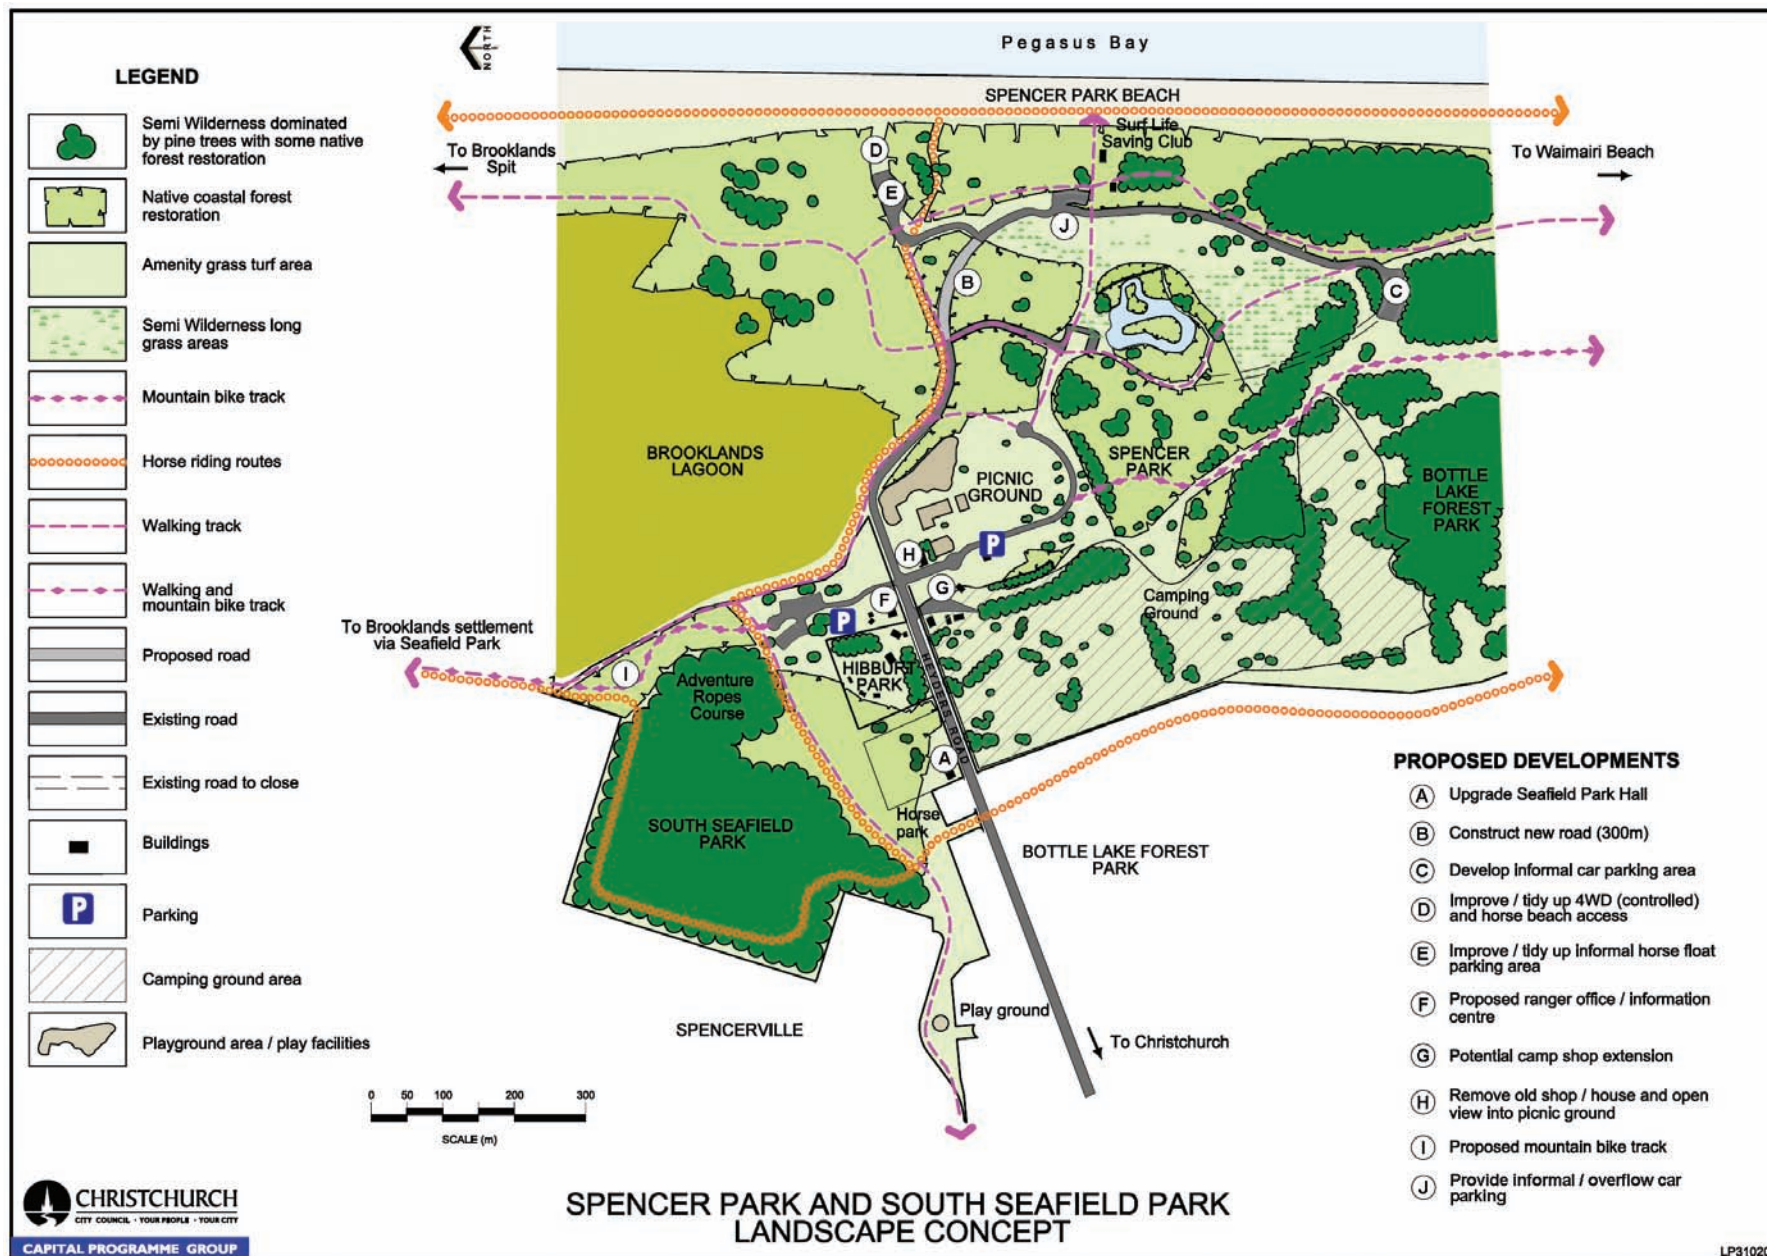 NORTH
Pegasus Bay
SPENCER PARK BEACH
LEGEND
Semi Wilderness dominated
by pine trees with some native
forest restoration
Native coastal forest
restoration
Amenity grass turf area
Semi Wilderness long
grass areas
Mountain bike track
Horse riding routes
Walking track
Walking and
mountain bike track
Proposed road
Existing road
Existing road to close
Buildings
P
Parking
Camping ground area
Playground area / play facilities
To Brooklands
Spit
Surf Life
Saving Club
To Waimairi Beach
D
E
J
B
C
BROOKLANDS
LAGOON
PICNIC
GROUND
SPENCER
PARK
BOTTLE
LAKE
FOREST
PARK
H
P
G
F
P
Camping
Ground
To Brooklands settlement
via Seafield Park
I
Adventure
Ropes
Course
HIBBURT
PARK
HEYDERS ROAD
A
Horse
park
SOUTH SEAFIELD
PARK
BOTTLE LAKE FOREST
PARK
Play ground
SPENCERVILLE
To Christchurch
PROPOSED DEVELOPMENTS
A Upgrade Seafield Park Hall
B Construct new road (300m)
C Develop informal car parking area
D Improve / tidy up 4WD (controlled)
and horse beach access
E Improve / tidy up informal horse float
parking area
F Proposed ranger office / information
centre
G Potential camp shop extension
H Remove old shop / house and open
view into picnic ground
I Proposed mountain bike track
J Provide informal / overflow car
parking
0 50 100 200 300
SCALE (m)
CHRISTCHURCH
CITY COUNCIL · YOUR PEOPLE · YOUR CITY
CAPITAL PROGRAMME GROUP
SPENCER PARK AND SOUTH SEAFIELD PARK
LANDSCAPE CONCEPT
LP31020